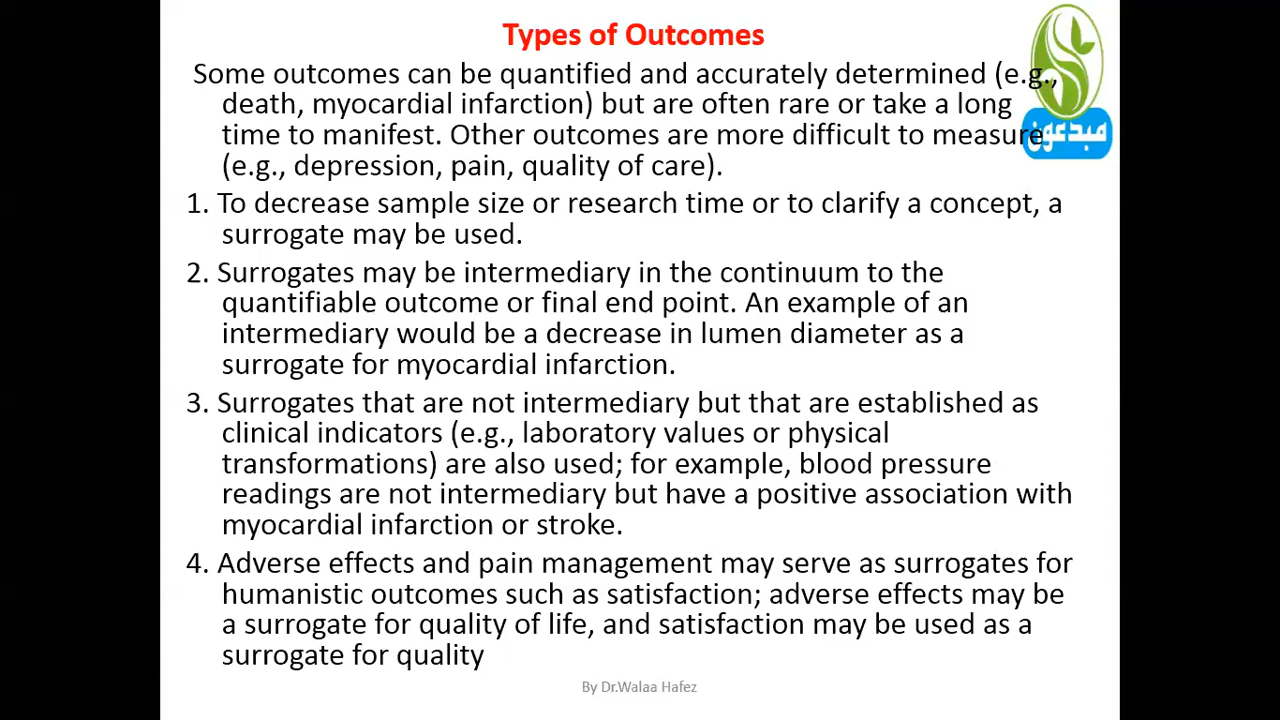 Types of Outcomes
Some outcomes can be quantified and accurately determined (e.g.,
death, myocardial infarction) but are often rare or take a long
time to manifest. Other outcomes are more difficult to measure
(e.g., depression, pain, quality of care).
مبدعون
1. To decrease sample size or research time or to clarify a concept, a
surrogate may be used.
2. Surrogates may be intermediary in the continuum to the
quantifiable outcome or final end point. An example of an
intermediary would be a decrease in lumen diameter as a
surrogate for myocardial infarction.
3. Surrogates that are not intermediary but that are established as
clinical indicators (e.g., laboratory values or physical
transformations) are also used; for example, blood pressure
readings are not intermediary but have a positive association with
myocardial infarction or stroke.
4. Adverse effects and pain management may serve as surrogates for
humanistic outcomes such as satisfaction; adverse effects may be
a surrogate for quality of life, and satisfaction may be used as a
surrogate for quality
By Dr.Walaa Hafez